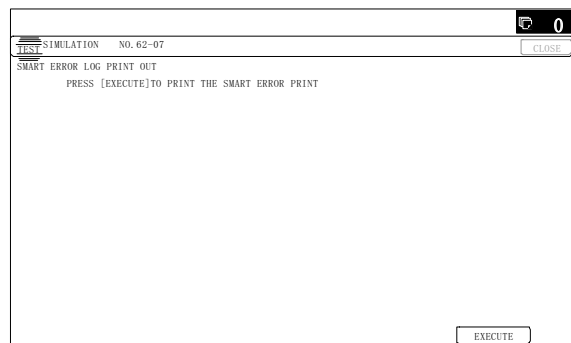 0
TEST SIMULATION NO.62-07
CLOSE
SMART ERROR LOG PRINT OUT
PRESS [EXECUTE]TO PRINT THE SMART ERROR PRINT
EXECUTE